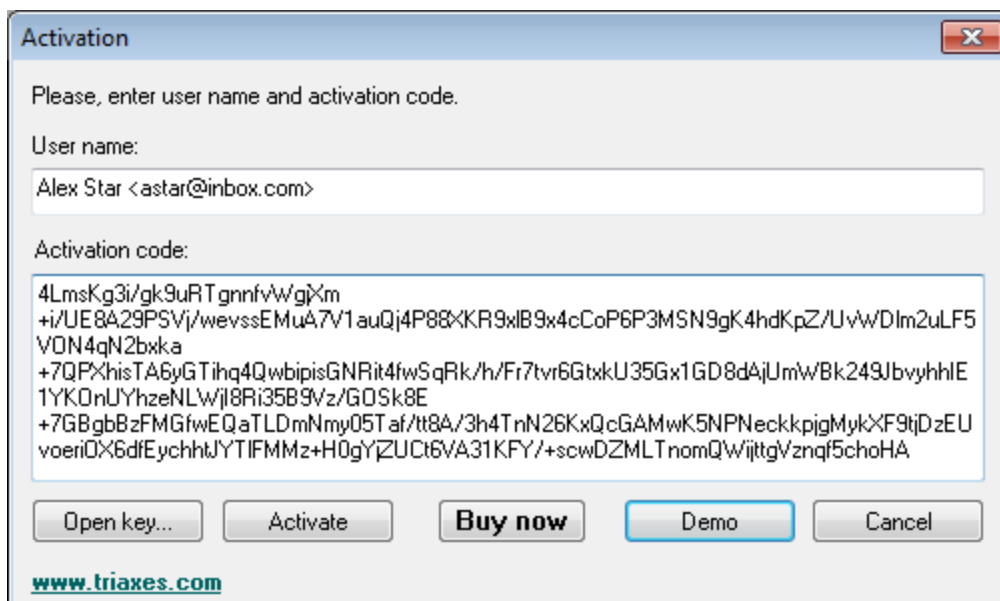 Activation
Please, enter user name and activation code.
User name:
Alex Star <astar@inbox.com>
Activation code:
4LmsKg3i/gk9uRTgnnfvWgjXm
+i/UE8A29PSVj/wevssEMuA7V1auQj4P88XKR9xIB9x4cCoP6P3MSN9gK4hdKpZ/UvWDIm2uLF5
VON4qN2bxka
+7QPXhisTA6yGTihq4QwbipisGNRit4fwSqRk/h/Fr7tvr6GtxkU35Gx1GD8dAjUmWBk249JbvyhhIE
1YKOnUYhzeNLWjI8Ri35B9Vz/GOSk8E
+7GBgbBzFMGfwEQaTLDmNmy05Taf/tt8A/3h4TnN26KxQcGAMwK5NPNeckkpjgMykXF9tjDzEU
voeriOX6dfEychhtJYTIFMMz+H0gYjZUCt6VA31KFY/+scwDZMLTnomQWijttgVznqf5choHA
Open key... Activate Buy now Demo Cancel
www.triaxes.com